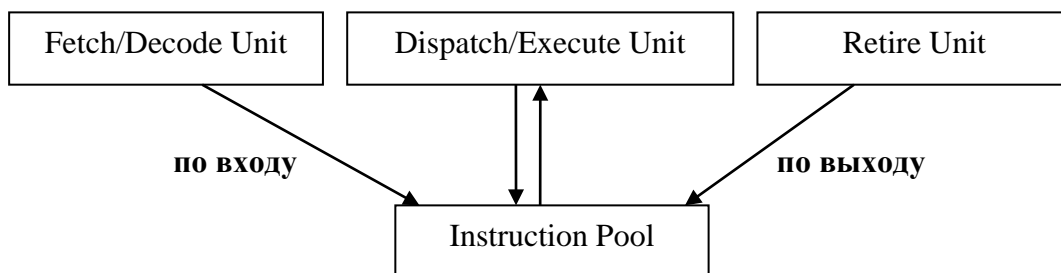 Fetch/Decode Unit
Dispatch/Execute Unit
Retire Unit
по входу
по выходу
Instruction Pool